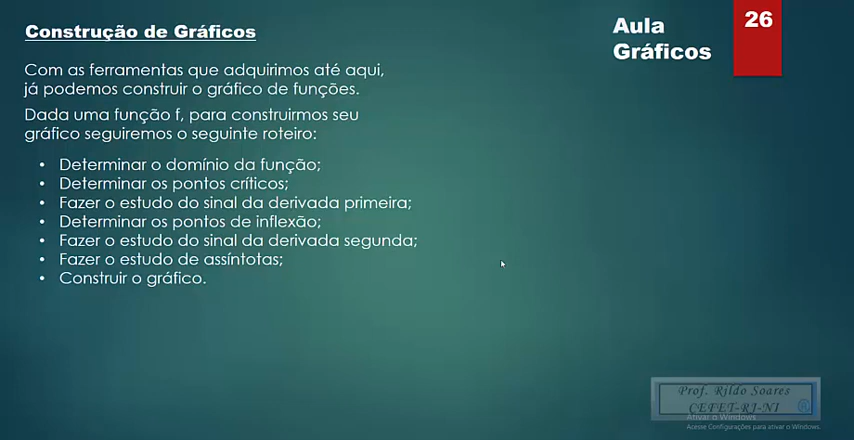 Construção de Gráficos
Aula
Gráficos
26
Com as ferramentas que adquirimos até aqui,
já podemos construir o gráfico de funções.
Dada uma função f, para construirmos seu
gráfico seguiremos o seguinte roteiro:
• Determinar o domínio da função;
• Determinar os pontos críticos;
• Fazer o estudo do sinal da derivada primeira;
• Determinar os pontos de inflexão;
• Fazer o estudo do sinal da derivada segunda;
• Fazer o estudo de assíntotas;
• Construir o gráfico.
Prof. Rildo Soares
CEFET-RJ-NI
Ativar o Windows
Acesse Configurações para ativar o Windows.